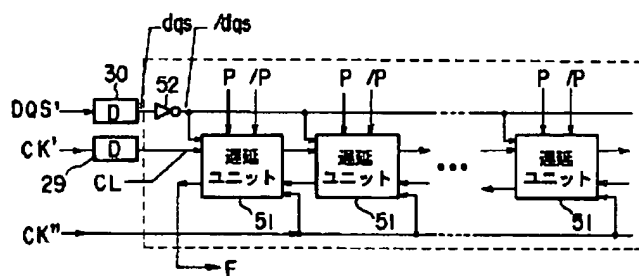 dqs /dqs
30 52 P /P P /P P /P
DQS' D
CK' D 遅延 遅延 ... 遅延
ユニット ユニット ユニット
29 CL
51 51 51
CK"
F